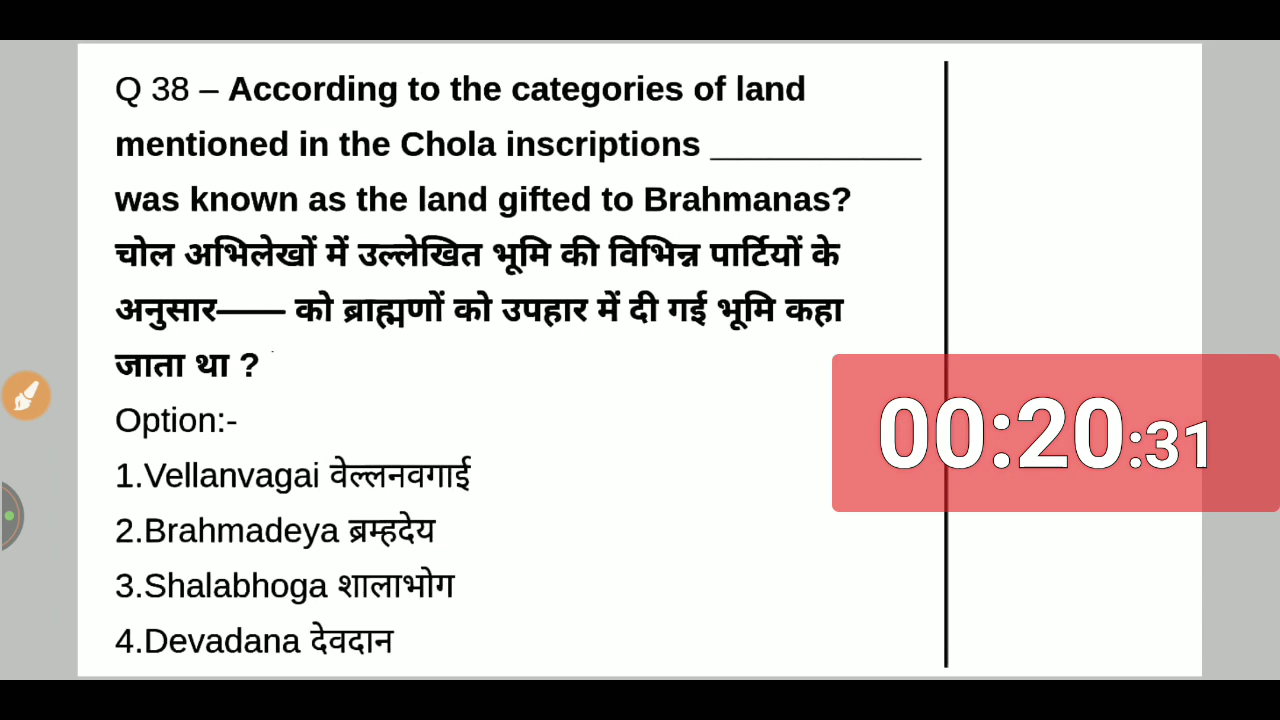 Q 38 – According to the categories of land
mentioned in the Chola inscriptions ___________
was known as the land gifted to Brahmanas?
चोल अभिलेखों में उल्लेखित भूमि की विभिन्न पार्टियों के
अनुसार—— को ब्राह्मणों को उपहार में दी गई भूमि कहा
जाता था ?
Option:-
1.Vellanvagai वेल्लनवगाई
2.Brahmadeya ब्रम्हदेय
3.Shalabhoga शालाभोग
4.Devadana देवदान
00:20:31